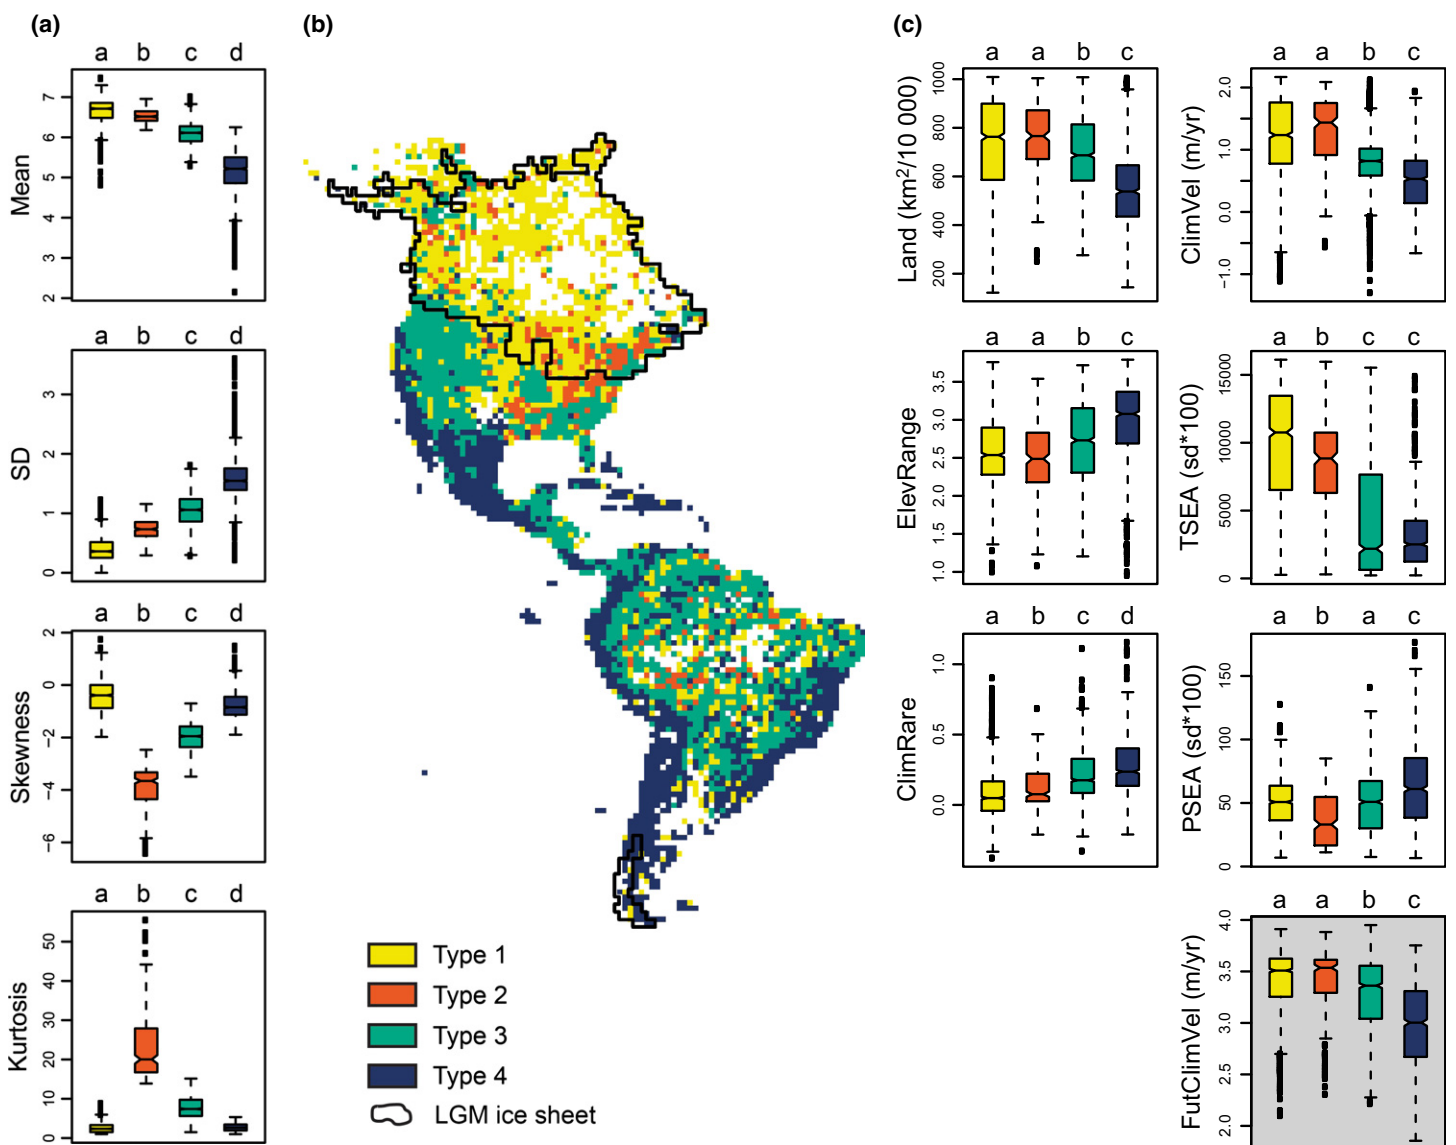 (a)
a b c d
Mean
2 3 4 5 6 7
a b c d
SD
0 1 2 3
a b c d
Skewness
−6 −4 −2 0 2
a b c d
Kurtosis
0 10 20 30 40 50
(b)
Type 1
Type 2
Type 3
Type 4
LGM ice sheet
(c)
a a b c
Land (km²/10 000)
200 400 600 800 1000
a a b c
ClimVel (m/yr)
−1.0 0.0 1.0 2.0
a a b c
ElevRange
1.0 1.5 2.0 2.5 3.0 3.5
a b c c
TSEA (sd*100)
0 5000 10000 15000
a b c d
ClimRare
0.0 0.5 1.0
a b a c
PSEA (sd*100)
0 50 100 150
a a b c
FutClimVel (m/yr)
2.0 2.5 3.0 3.5 4.0